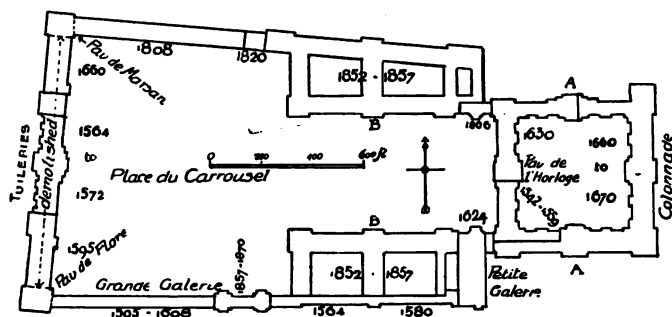 1808
1820
Pav de Marsan
1660
1852 - 1857
A
B
1806
1630
1660
to
1670
Pav de
l'Horloge
1542-1559
Colonnade
TUILERIES
demolished
1564
to
1572
0 200 400 600 ft
Place du Carrousel
B
1624
A
1595
Pav de Flore
1857-1870
1852 - 1857
Petite
Galerie
Grande Galerie
1595 - 1608
1564
1580